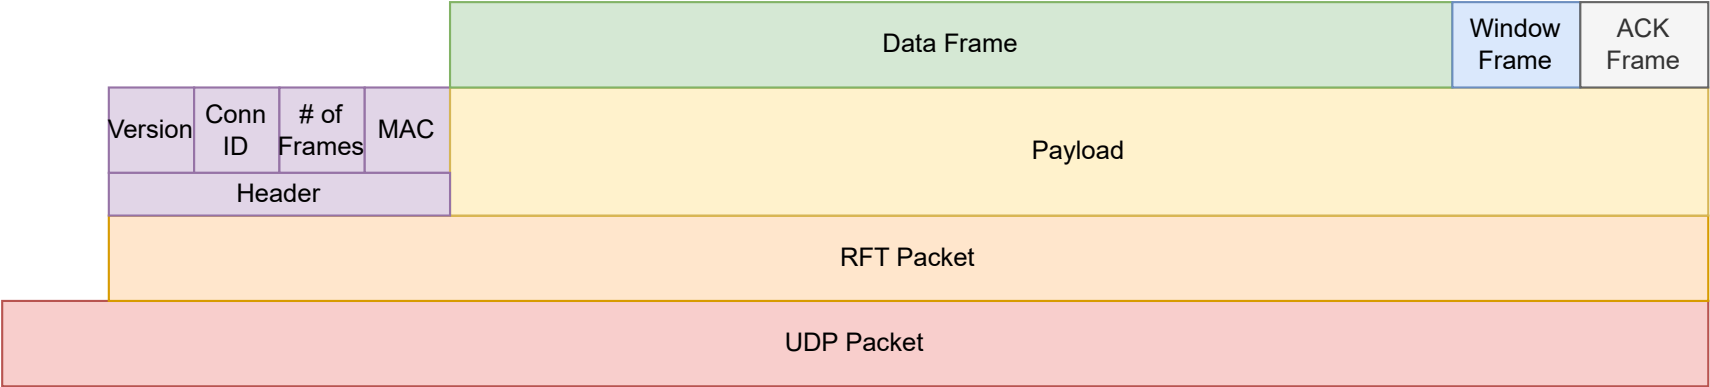 Data Frame
Window
Frame
ACK
Frame
Version
Conn
ID
# of
Frames
MAC
Payload
Header
RFT Packet
UDP Packet